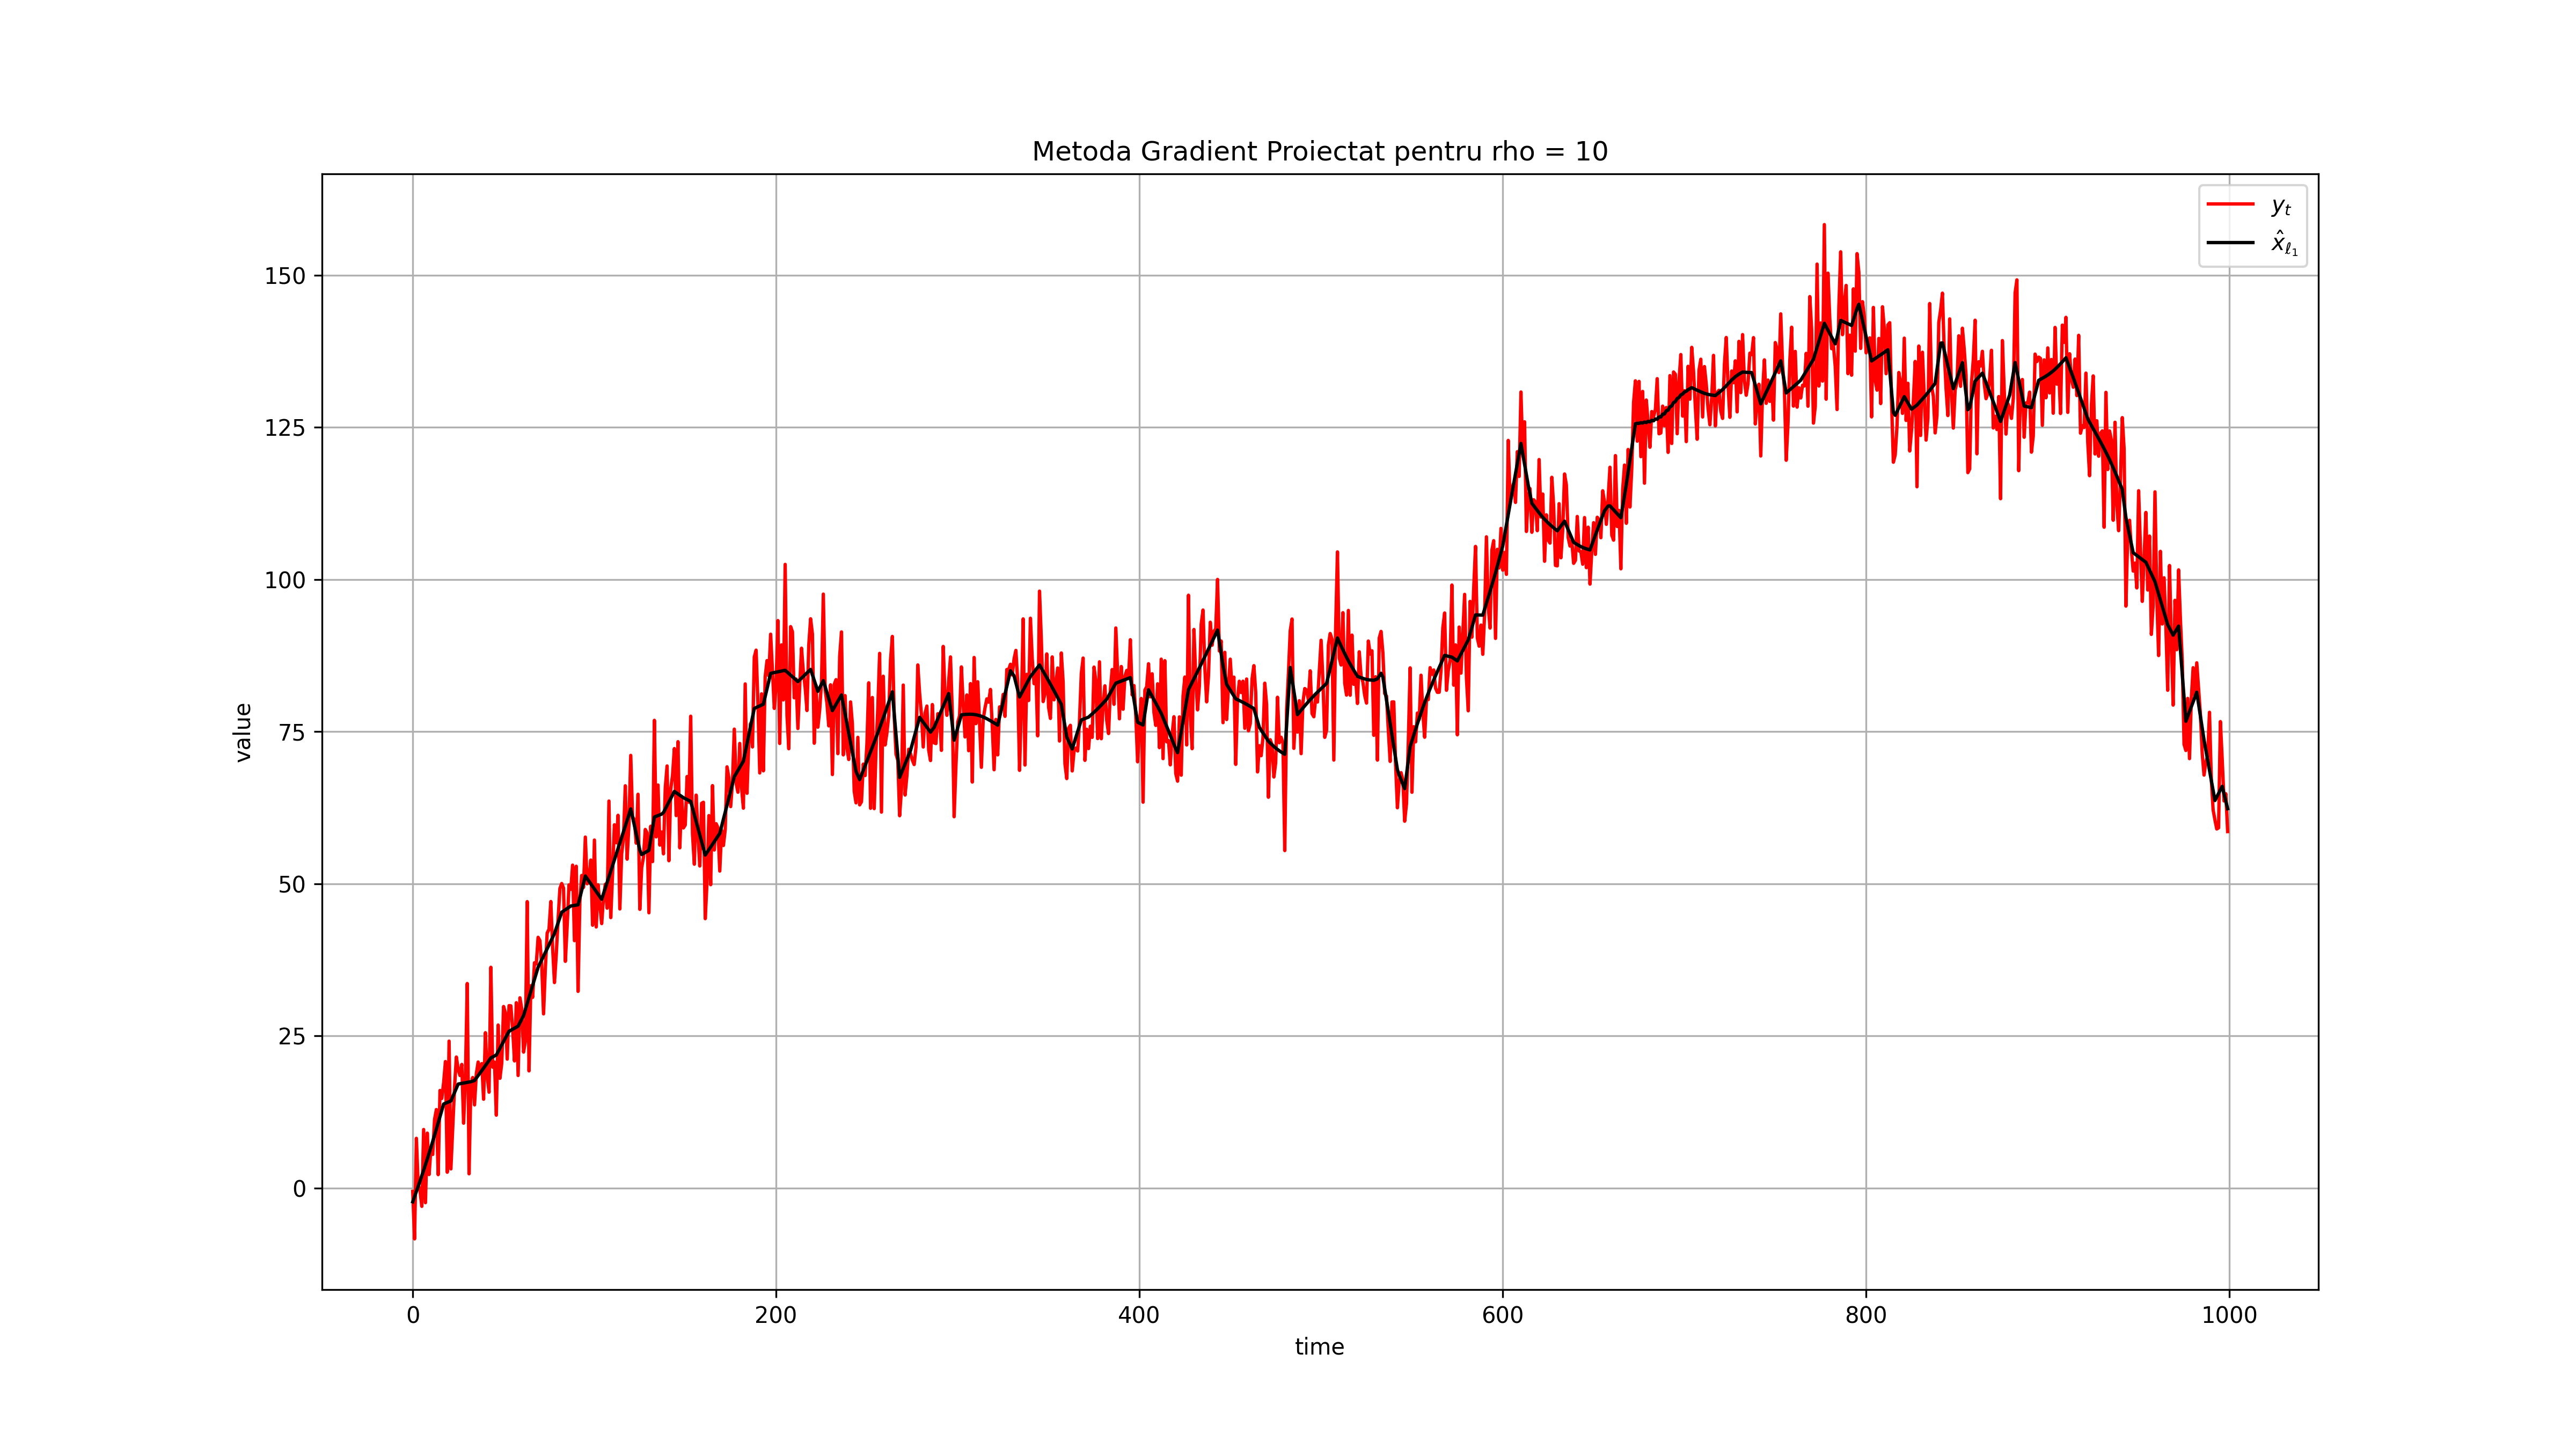 Metoda Gradient Proiectat pentru rho = 10
y_t
x̂_ℓ₁
150
125
100
75
50
25
0
value
0 200 400 600 800 1000
time